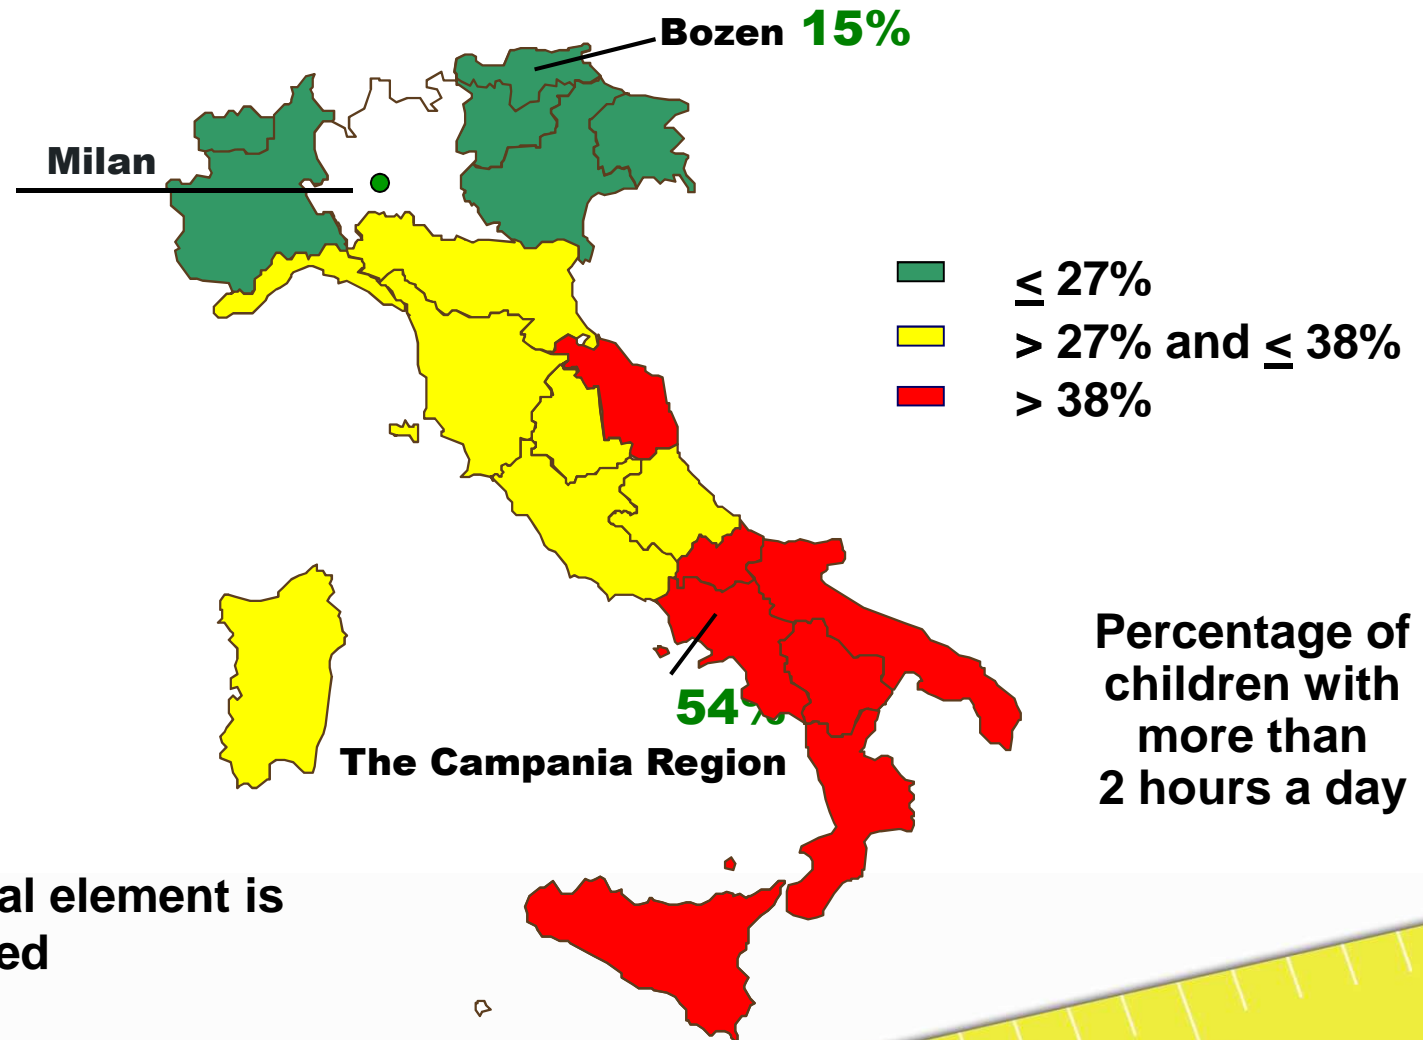 Bozen 15%
Milan
≤ 27%
> 27% and ≤ 38%
> 38%
Percentage of
children with
more than
2 hours a day
54%
The Campania Region
al element is
ed